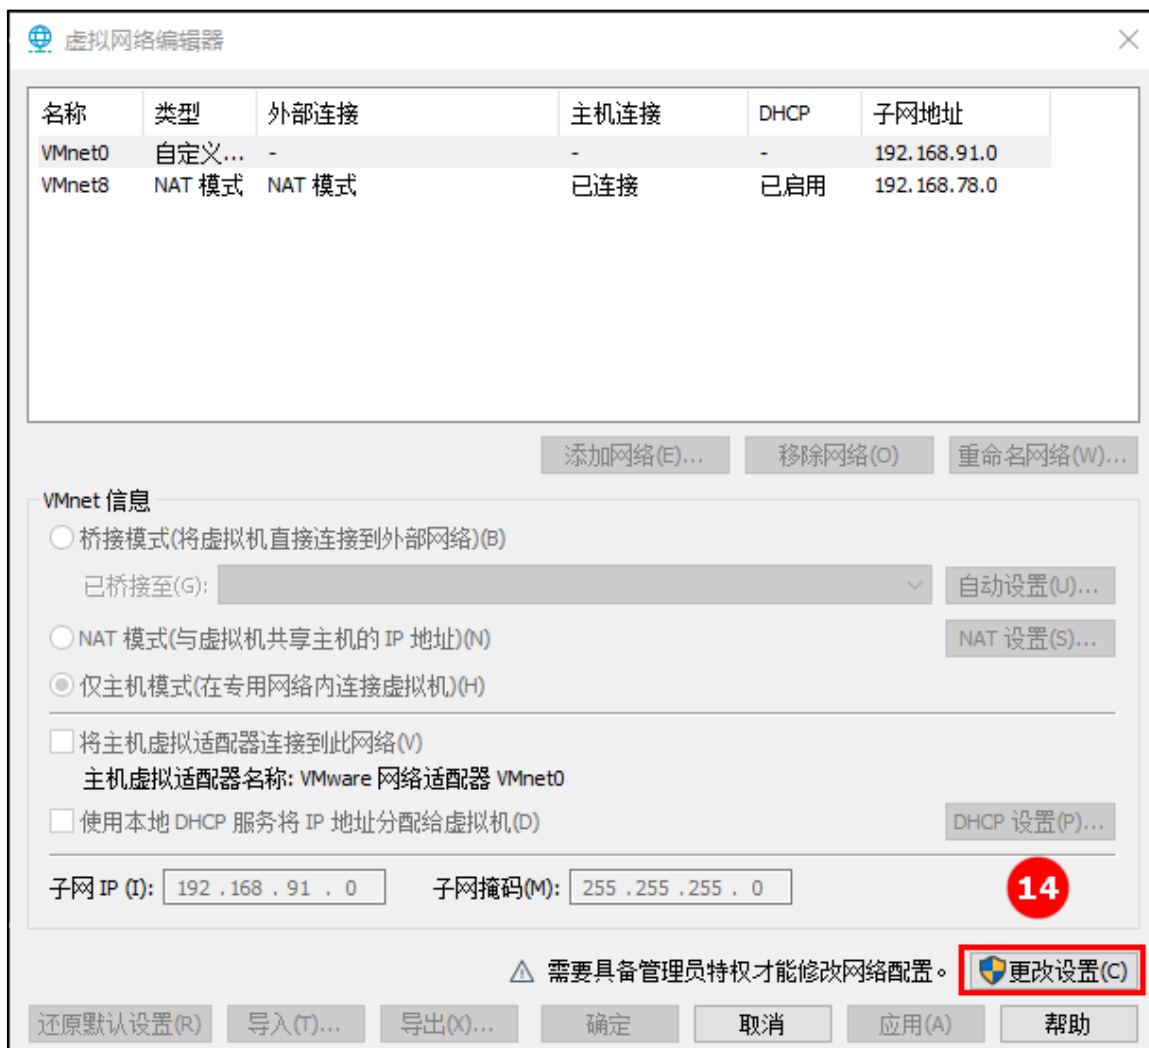 虚拟网络编辑器
名称 类型 外部连接 主机连接 DHCP 子网地址
VMnet0 自定义... - - - 192.168.91.0
VMnet8 NAT 模式 NAT 模式 已连接 已启用 192.168.78.0
添加网络(E)... 移除网络(O) 重命名网络(W)...
VMnet 信息
桥接模式(将虚拟机直接连接到外部网络)(B)
已桥接至(G): 自动设置(U)...
NAT 模式(与虚拟机共享主机的 IP 地址)(N) NAT 设置(S)...
仅主机模式(在专用网络内连接虚拟机)(H)
将主机虚拟适配器连接到此网络(V)
主机虚拟适配器名称: VMware 网络适配器 VMnet0
使用本地 DHCP 服务将 IP 地址分配给虚拟机(D) DHCP 设置(P)...
子网 IP (I): 192 . 168 . 91 . 0 子网掩码(M): 255 . 255 . 255 . 0 14
需要具备管理员特权才能修改网络配置。 更改设置(C)
还原默认设置(R) 导入(T)... 导出(X)... 确定 取消 应用(A) 帮助